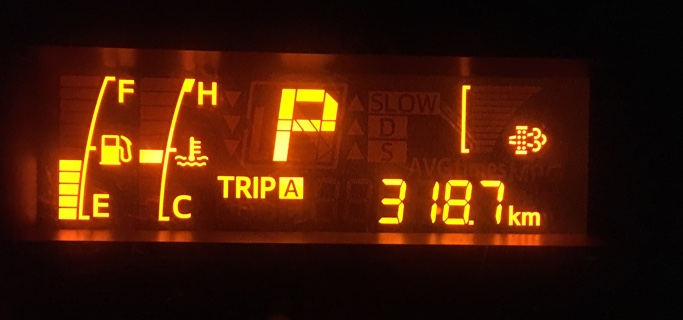 F H P SLOW
D
S
TRIP A
E C 318.7 km